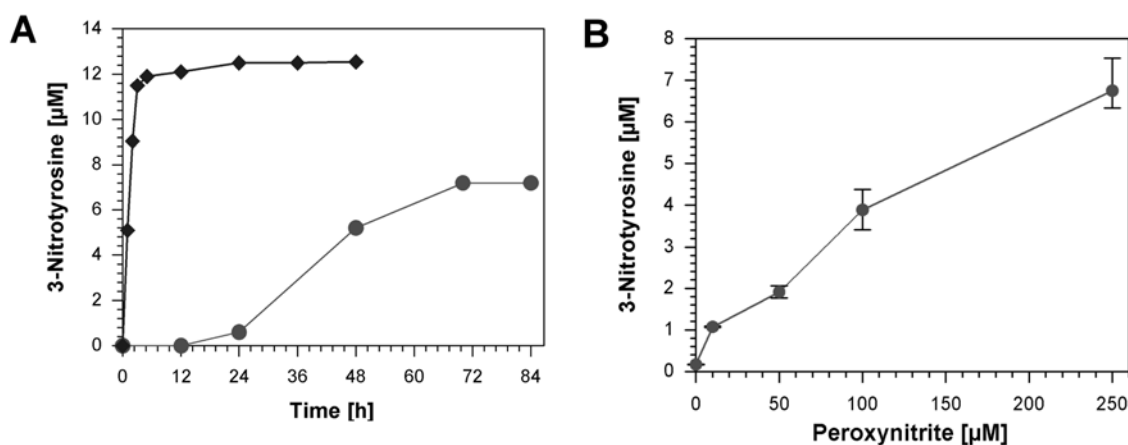 A
3-Nitrotyrosine [µM]
14
12
10
8
6
4
2
0
0 12 24 36 48 60 72 84
Time [h]
B
3-Nitrotyrosine [µM]
8
7
6
5
4
3
2
1
0
0 50 100 150 200 250
Peroxynitrite [µM]